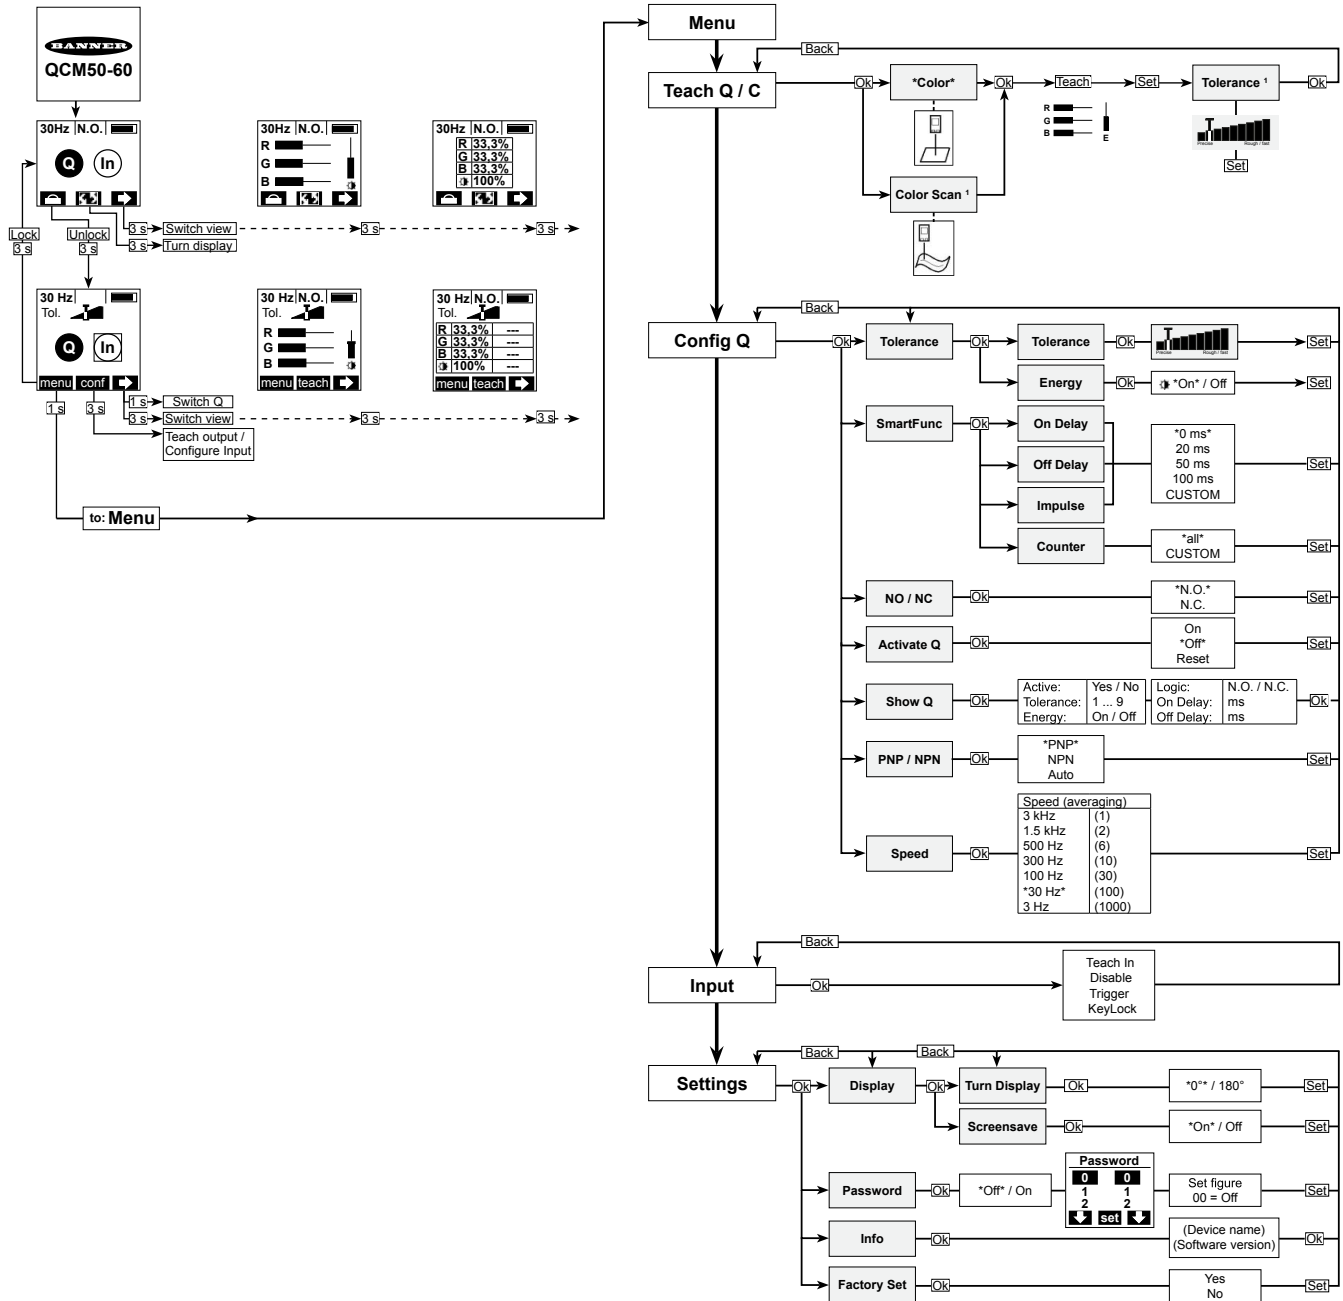 BANNER
QCM50-60
30Hz N.O.
Q In
Lock
3 s
Unlock
3 s
3 s Switch view
3 s Turn display
30Hz N.O.
R
G
B
3 s
30Hz N.O.
R 33,3%
G 33,3%
B 33,3%
100%
3 s
30 Hz
Tol.
Q In
menu conf
1 s
3 s
1 s Switch Q
3 s Switch view
Teach output /
Configure Input
30 Hz N.O.
Tol.
R
G
B
menu teach
3 s
30 Hz N.O.
Tol.
R 33,3% ---
G 33,3% ---
B 33,3% ---
100% ---
menu teach
3 s
to: Menu
Menu
Back
Teach Q / C
Ok
*Color*
Ok
Teach
R
G
B
E
Set
Tolerance ¹
Ok
Precise Rough / fast
Set
Color Scan ¹
Back
Config Q
Ok
Tolerance
Ok
Tolerance
Ok
Precise Rough / fast
Set
Energy
Ok
*On* / Off
Set
SmartFunc
Ok
On Delay
Off Delay
Impulse
*0 ms*
20 ms
50 ms
100 ms
CUSTOM
Set
Counter
*all*
CUSTOM
Set
NO / NC
Ok
*N.O.*
N.C.
Set
Activate Q
Ok
On
*Off*
Reset
Set
Show Q
Ok
Active: Yes / No
Tolerance: 1 ... 9
Energy: On / Off
Logic: N.O. / N.C.
On Delay: ms
Off Delay: ms
Ok
PNP / NPN
Ok
*PNP*
NPN
Auto
Set
Speed
Ok
Speed (averaging)
3 kHz (1)
1.5 kHz (2)
500 Hz (6)
300 Hz (10)
100 Hz (30)
*30 Hz* (100)
3 Hz (1000)
Set
Back
Input
Ok
Teach In
Disable
Trigger
KeyLock
Back
Back
Settings
Ok
Display
Ok
Turn Display
Ok
*0°* / 180°
Set
Screensave
Ok
*On* / Off
Set
Password
Ok
*Off* / On
Password
0 0
1 1
2 2
set
Set figure
00 = Off
Set
Info
Ok
(Device name)
(Software version)
Ok
Factory Set
Ok
Yes
No
Set